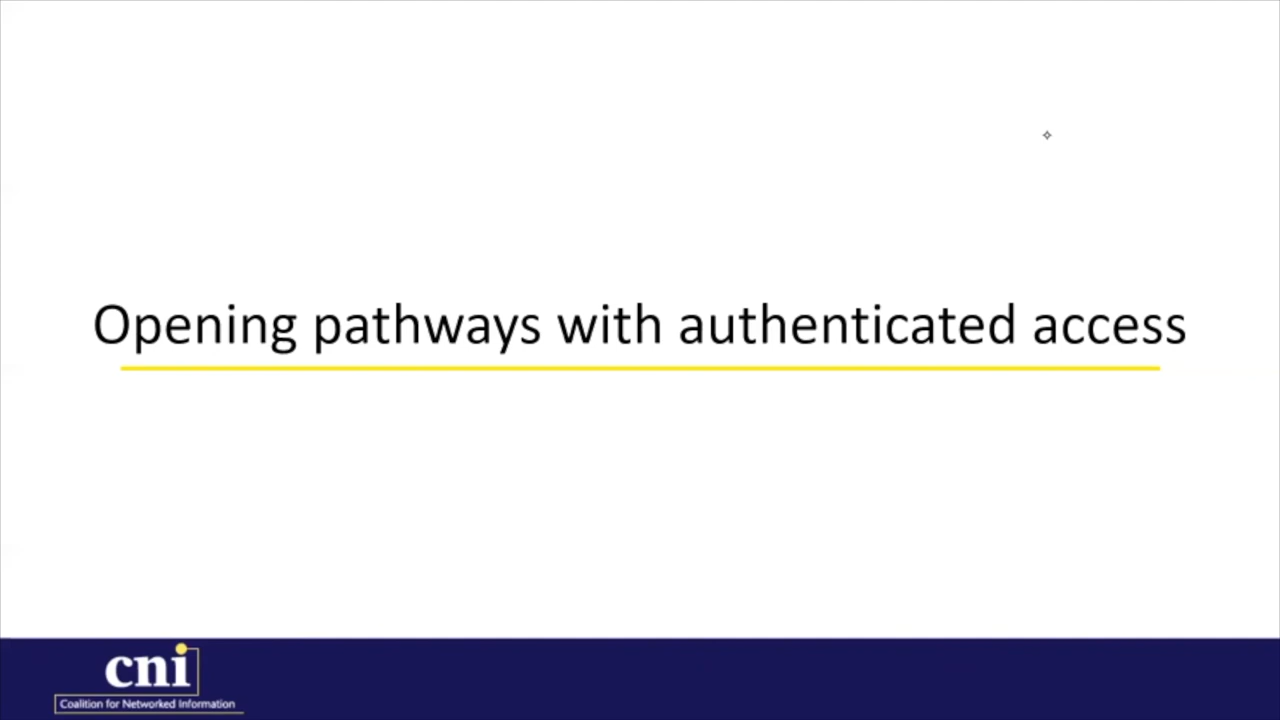 Opening pathways with authenticated access
cni
Coalition for Networked Information